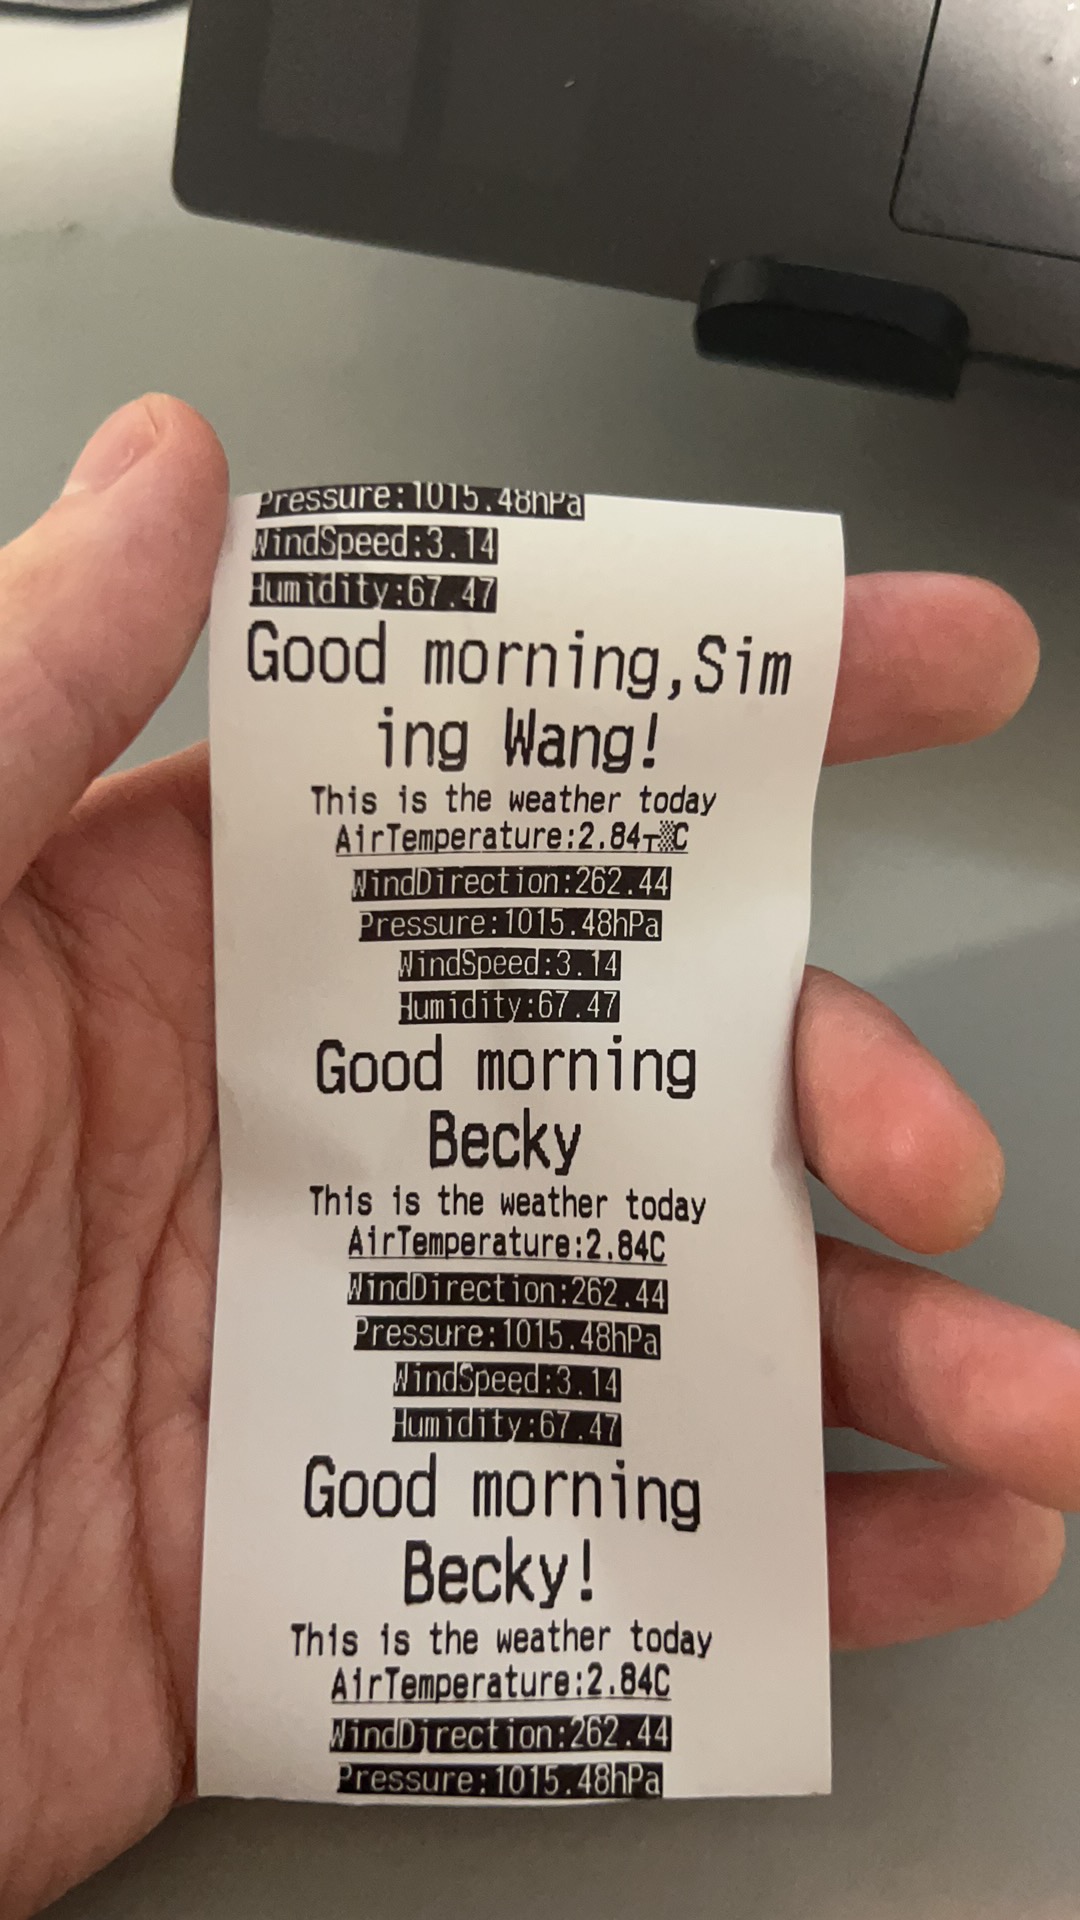 Pressure:1015.48hPa
WindSpeed:3.14
Humidity:67.47
Good morning,Sim
ing Wang!
This is the weather today
AirTemperature:2.84┬▒C
WindDirection:262.44
Pressure:1015.48hPa
WindSpeed:3.14
Humidity:67.47
Good morning
Becky
This is the weather today
AirTemperature:2.84C
WindDirection:262.44
Pressure:1015.48hPa
WindSpeed:3.14
Humidity:67.47
Good morning
Becky!
This is the weather today
AirTemperature:2.84C
WindDirection:262.44
Pressure:1015.48hPa